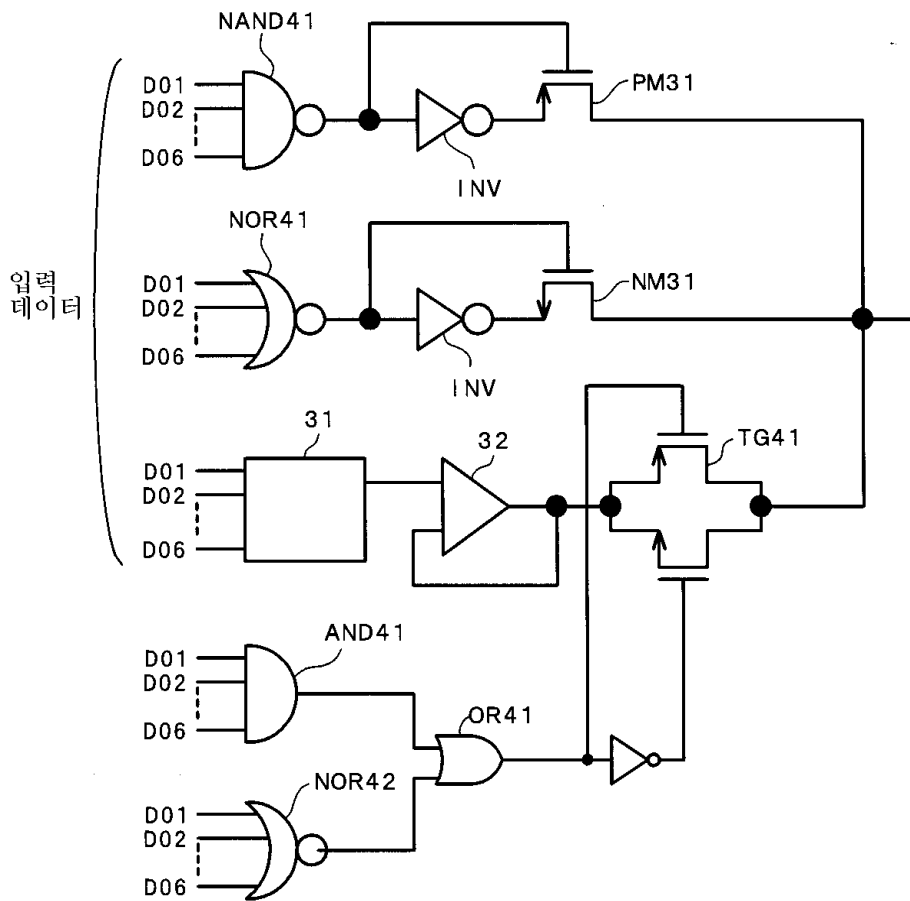 NAND41
D01
D02
D06
PM31
INV
NOR41
입력
데이터
D01
D02
D06
NM31
INV
31
D01
D02
D06
32
TG41
AND41
D01
D02
D06
OR41
NOR42
D01
D02
D06